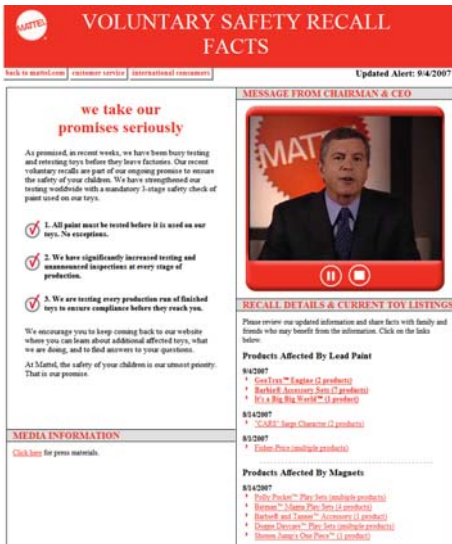 MATTEL
VOLUNTARY SAFETY RECALL
FACTS
back to mattel.com
customer service
international consumers
Updated Alert: 9/4/2007
we take our
promises seriously
As promised, in recent weeks, we have been busy testing
and retesting toys before they leave factories. Our recent
voluntary recalls are part of our ongoing promise to ensure
the safety of your children. We have strengthened our
testing worldwide with a mandatory 3-stage safety check of
paint used on our toys.
1. All paint must be tested before it is used on our
toys. No exceptions.
2. We have significantly increased testing and
unannounced inspections at every stage of
production.
3. We are testing every production run of finished
toys to ensure compliance before they reach you.
We encourage you to keep coming back to our website
where you can learn about additional affected toys, what
we are doing, and to find answers to your questions.
At Mattel, the safety of your children is our utmost priority.
That is our promise.
MEDIA INFORMATION
Click here for press materials.
MESSAGE FROM CHAIRMAN & CEO
MATTEL
RECALL DETAILS & CURRENT TOY LISTINGS
Please review our updated information and share facts with family and
friends who may benefit from the information. Click on the links
below.
Products Affected By Lead Paint
9/4/2007
GeoTrax™ Engine (2 products)
Barbie® Accessory Sets (7 products)
It's a Big Big World™ (1 product)
8/14/2007
"CARS" Sarge Character (2 products)
8/1/2007
Fisher-Price (multiple products)
Products Affected By Magnets
8/14/2007
Polly Pocket™ Play Sets (multiple products)
Batman™ Magna Play Sets (4 products)
Barbie® and Tanner™ Accessory (1 product)
Doggie Daycare™ Play Sets (multiple products)
Shonen Jump's One Piece™ (1 product)